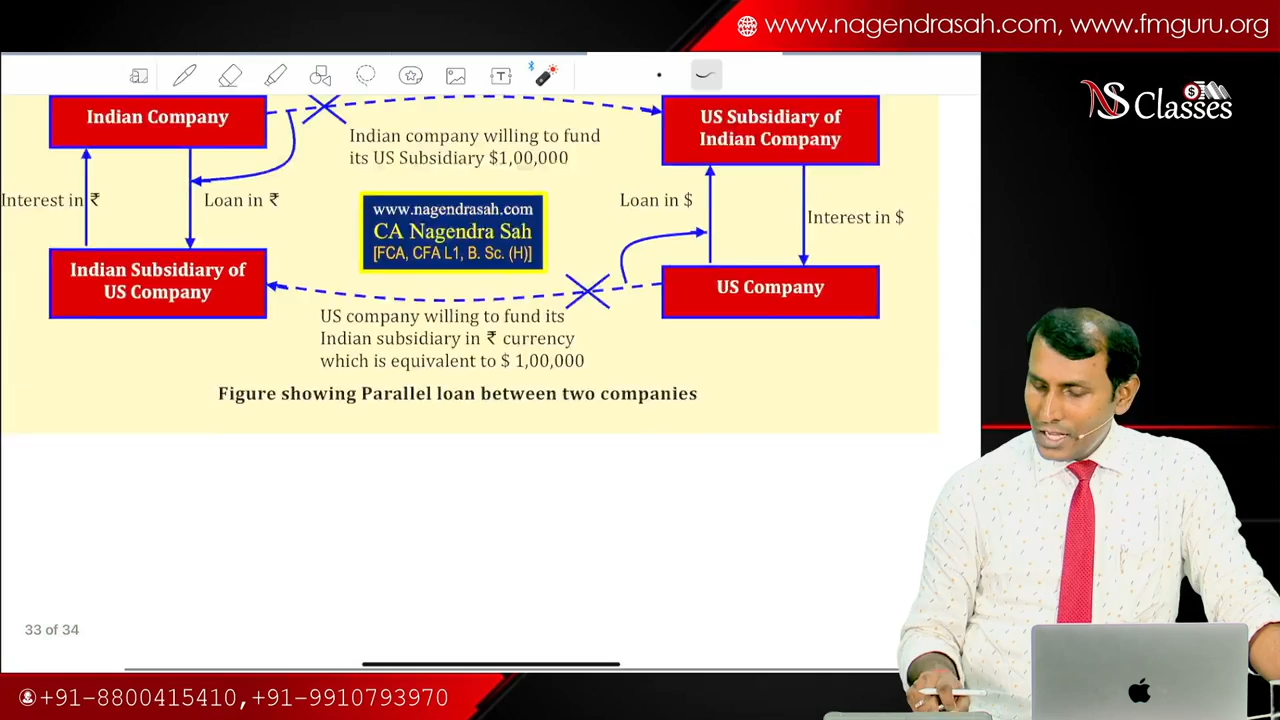 www.nagendrasah.com, www.fmguru.org
NS Classes
Indian Company
US Subsidiary of
Indian Company
Indian company willing to fund
its US Subsidiary $1,00,000
Interest in ₹
Loan in ₹
www.nagendrasah.com
CA Nagendra Sah
[FCA, CFA L1, B. Sc. (H)]
Loan in $
Interest in $
Indian Subsidiary of
US Company
US Company
US company willing to fund its
Indian subsidiary in ₹ currency
which is equivalent to $ 1,00,000
Figure showing Parallel loan between two companies
33 of 34
+91-8800415410,+91-9910793970